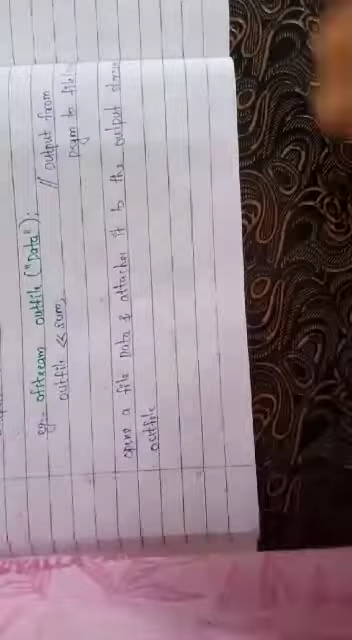 eg:- ofstream outfile ("Data");
outfile << sum, // output from
psym to file
opens a file Data & attaches it to the output stream
outfile